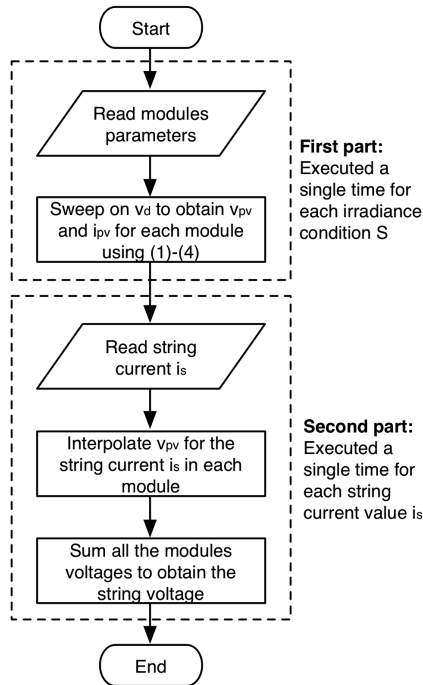 Start
Read modules
parameters
Sweep on vd to obtain vpv
and ipv for each module
using (1)-(4)
First part:
Executed a
single time for
each irradiance
condition S
Read string
current is
Interpolate vpv for the
string current is in each
module
Sum all the modules
voltages to obtain the
string voltage
Second part:
Executed a
single time for
each string
current value is
End